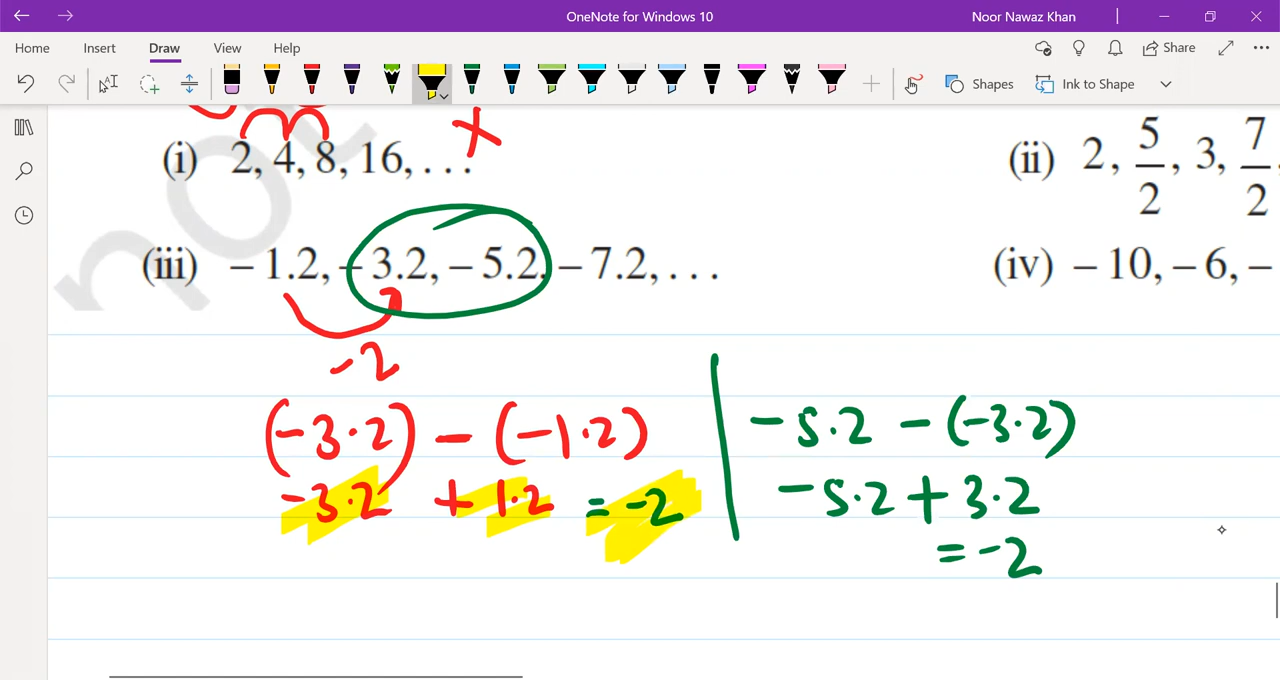 OneNote for Windows 10
Noor Nawaz Khan
Home Insert Draw View Help
Share
Shapes
Ink to Shape
(i) 2, 4, 8, 16, . . .
(ii) 2, 5/2, 3, 7/2,
(iii) – 1.2, – 3.2, – 5.2, – 7.2, . . .
(iv) – 10, – 6, –
-2
(-3.2) - (-1.2)
-3.2 + 1.2 = -2
-5.2 - (-3.2)
-5.2 + 3.2
= -2